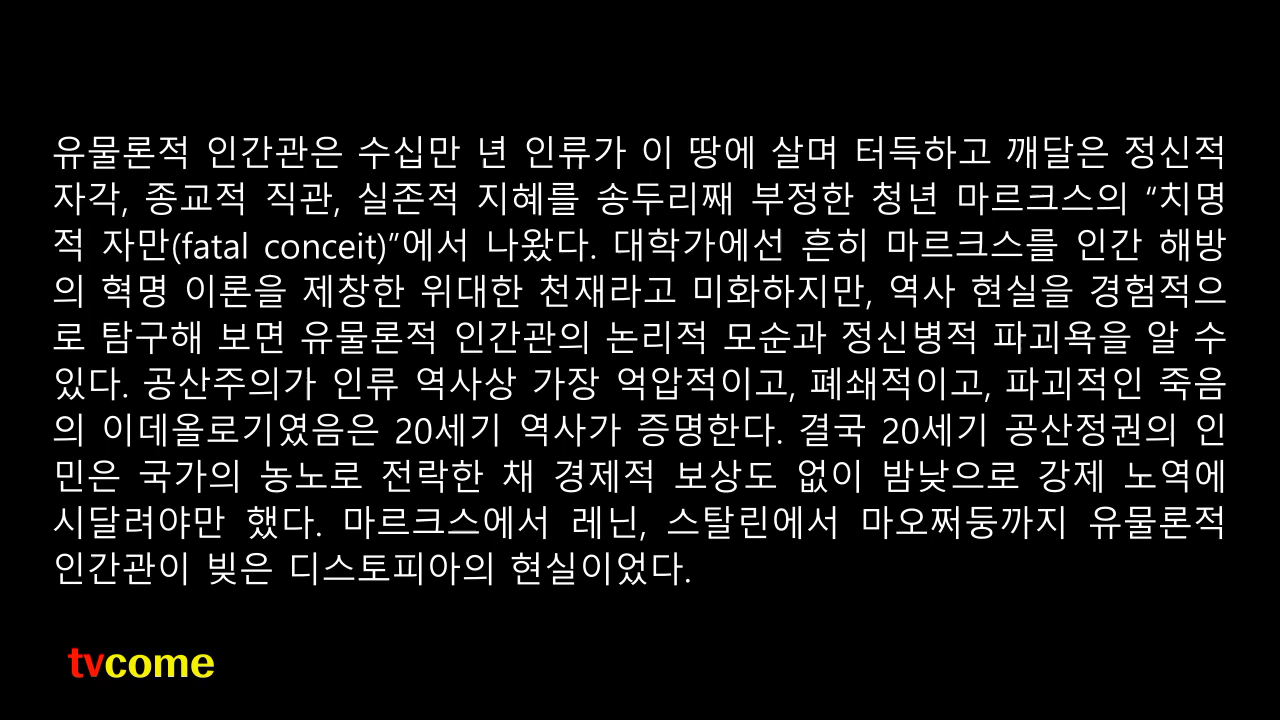 유물론적 인간관은 수십만 년 인류가 이 땅에 살며 터득하고 깨달은 정신적
자각, 종교적 직관, 실존적 지혜를 송두리째 부정한 청년 마르크스의 “치명
적 자만(fatal conceit)”에서 나왔다. 대학가에선 흔히 마르크스를 인간 해방
의 혁명 이론을 제창한 위대한 천재라고 미화하지만, 역사 현실을 경험적으
로 탐구해 보면 유물론적 인간관의 논리적 모순과 정신병적 파괴욕을 알 수
있다. 공산주의가 인류 역사상 가장 억압적이고, 폐쇄적이고, 파괴적인 죽음
의 이데올로기였음은 20세기 역사가 증명한다. 결국 20세기 공산정권의 인
민은 국가의 농노로 전락한 채 경제적 보상도 없이 밤낮으로 강제 노역에
시달려야만 했다. 마르크스에서 레닌, 스탈린에서 마오쩌둥까지 유물론적
인간관이 빚은 디스토피아의 현실이었다.
tvcome